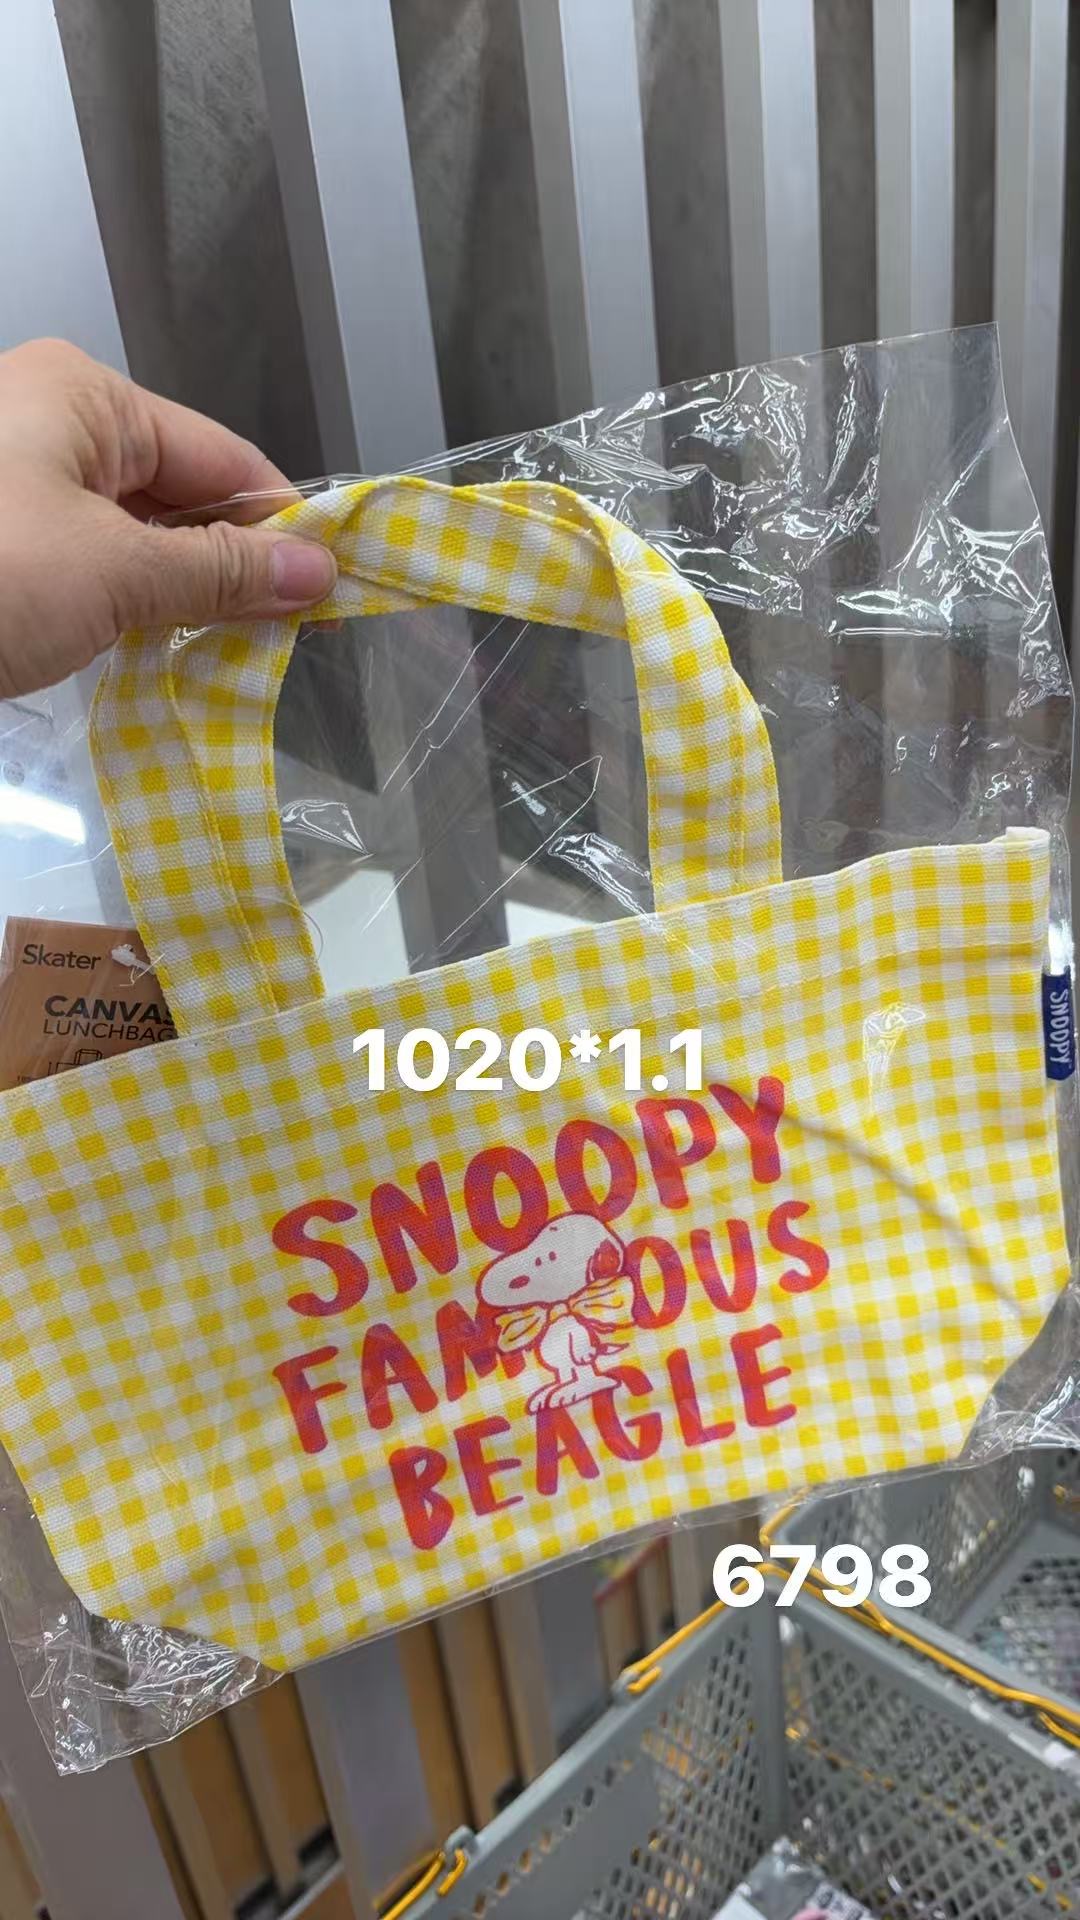 Skater
CANVAS
LUNCHBAG
SNOOPY
1020*1.1
SNOOPY
FAMOUS
BEAGLE
6798